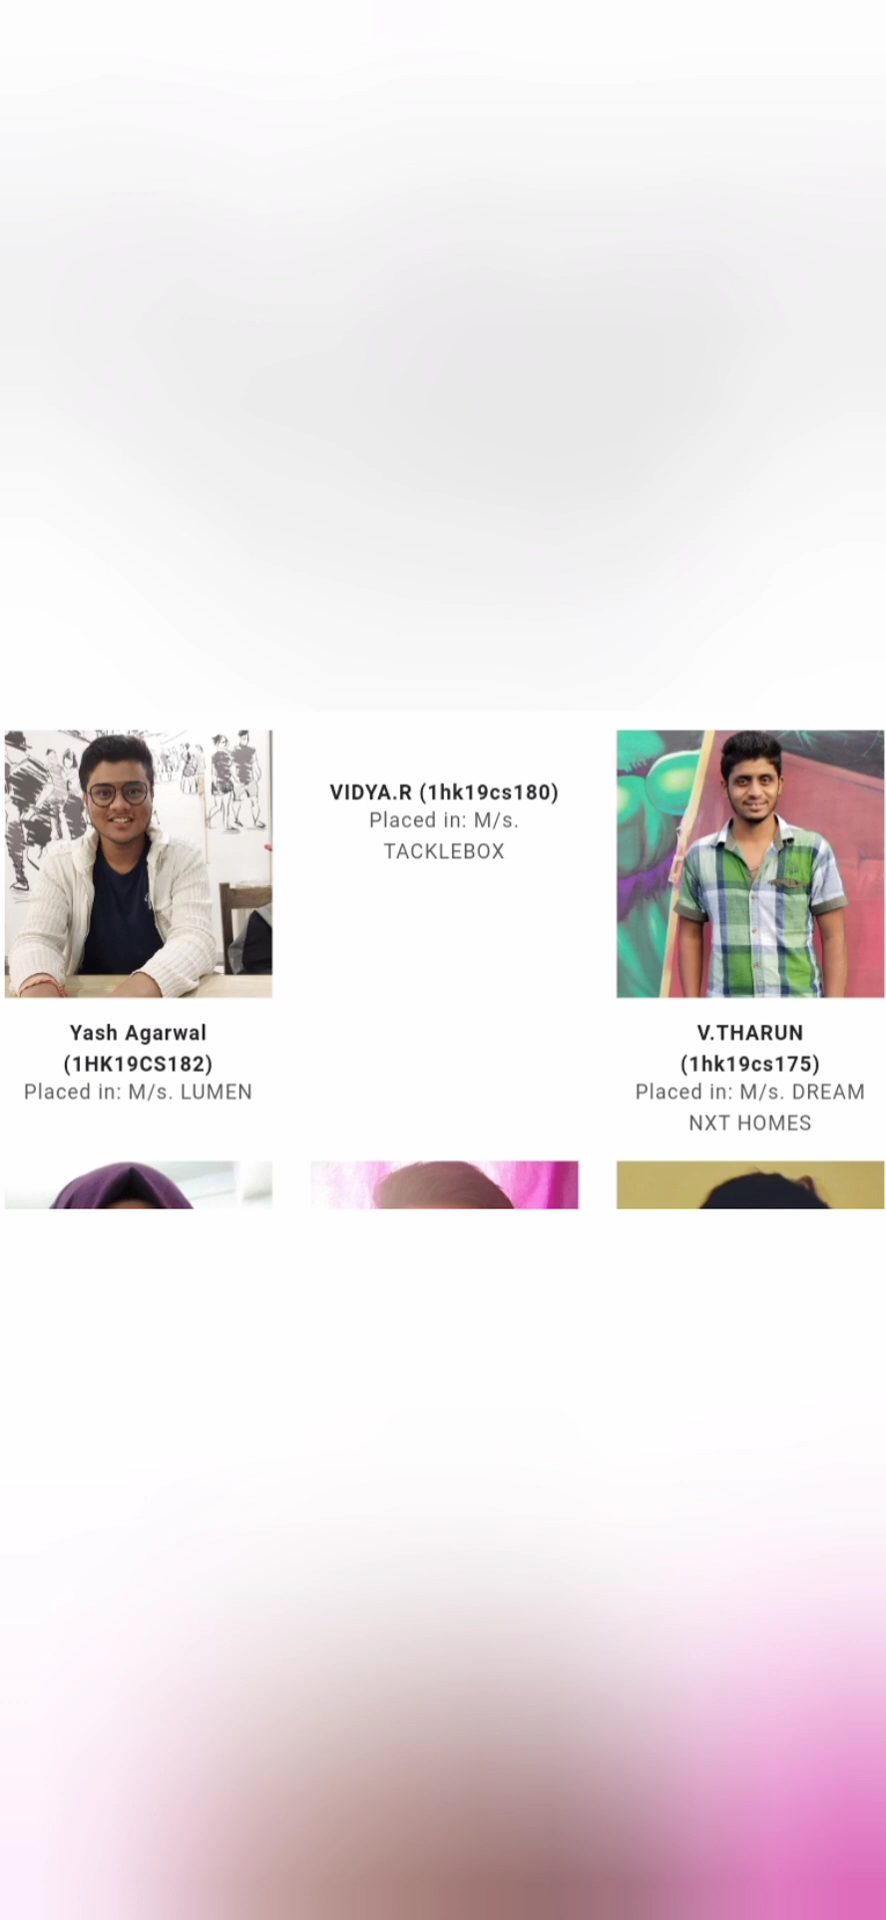 VIDYA.R (1hk19cs180)
Placed in: M/s.
TACKLEBOX
Yash Agarwal
(1HK19CS182)
Placed in: M/s. LUMEN
V.THARUN
(1hk19cs175)
Placed in: M/s. DREAM
NXT HOMES